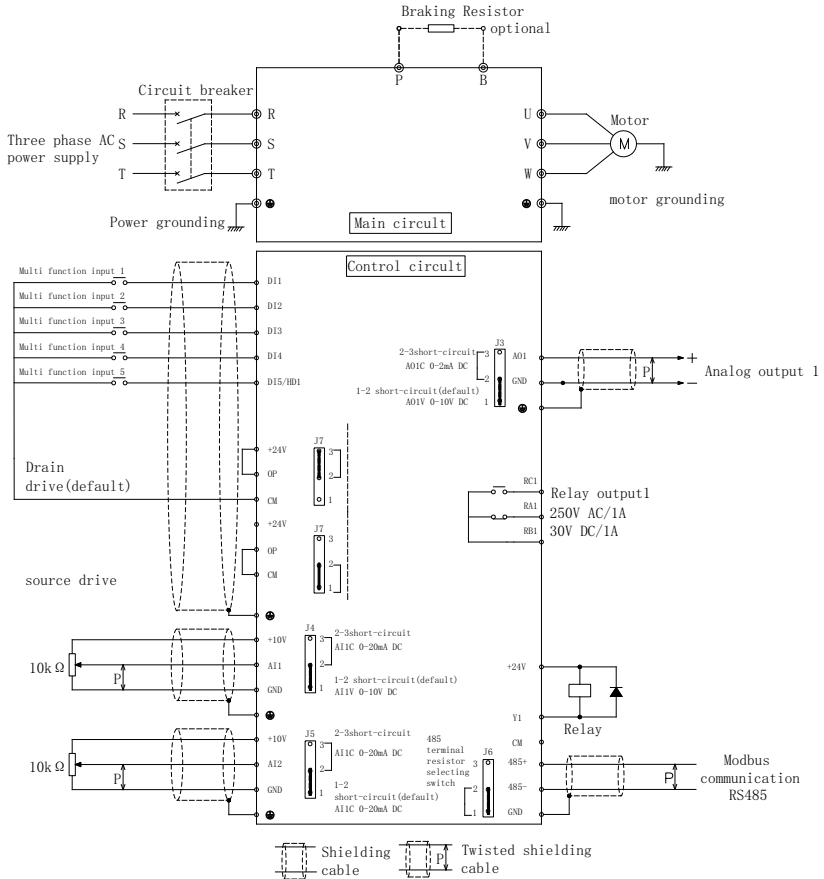 Braking Resistor
optional
P B
Circuit breaker
R R U Motor
Three phase AC
power supply
S S V M
T T W
Power grounding Main circult motor grounding
Control circult
Multi function input 1
DI1
Multi function input 2
DI2
Multi function input 3
DI3
Multi function input 4
DI4
Multi function input 5
DI5/HD1
J3
2-3short-circuit 3 AO1
AO1C 0-2mA DC
2 GND
1-2 short-circuit(default)
AO1V 0-10V DC 1
P
+
−
Analog output 1
+24V
J7
3
OP
2
CM
1
Drain
drive(default)
+24V
J7
3
OP
2
CM
1
source drive
RC1
Relay output1
RA1
250V AC/1A
RB1
30V DC/1A
+10V
J4
3
2-3short-circuit
AI1C 0-20mA DC
10kΩ
P
AI1
2
1-2 short-circuit(default)
GND
1
AI1V 0-10V DC
+24V
Y1
Relay
+10V
J5
3
2-3short-circuit
AI1C 0-20mA DC
10kΩ
P
AI2
2
1-2
short-circuit(default)
GND
1
AI1C 0-20mA DC
485
terminal
resistor
selecting
switch
J6
3
2
1
CM
485+
485-
GND
P
Modbus
communication
RS485
Shielding
cable
P
Twisted shielding
cable